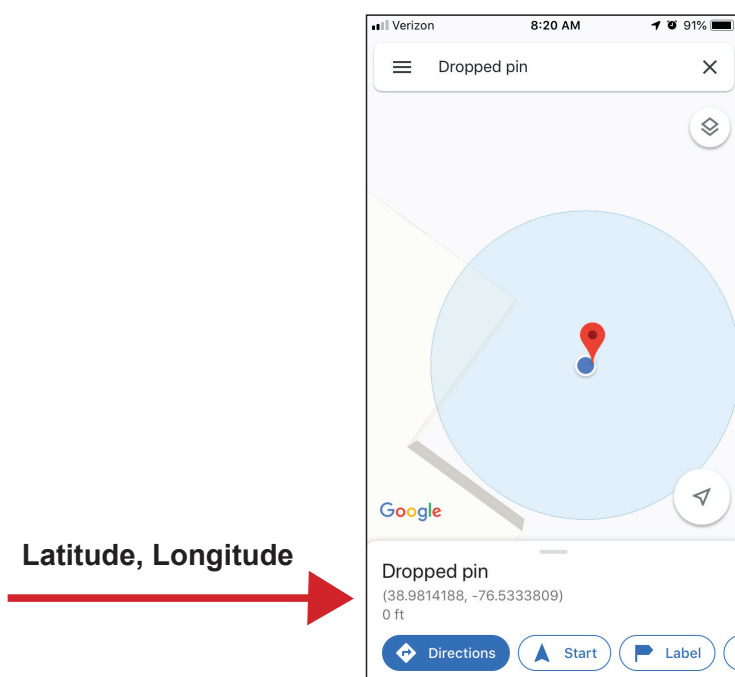 Verizon 8:20 AM 91%
Dropped pin
Google
Latitude, Longitude
Dropped pin
(38.9814188, -76.5333809)
0 ft
Directions Start Label